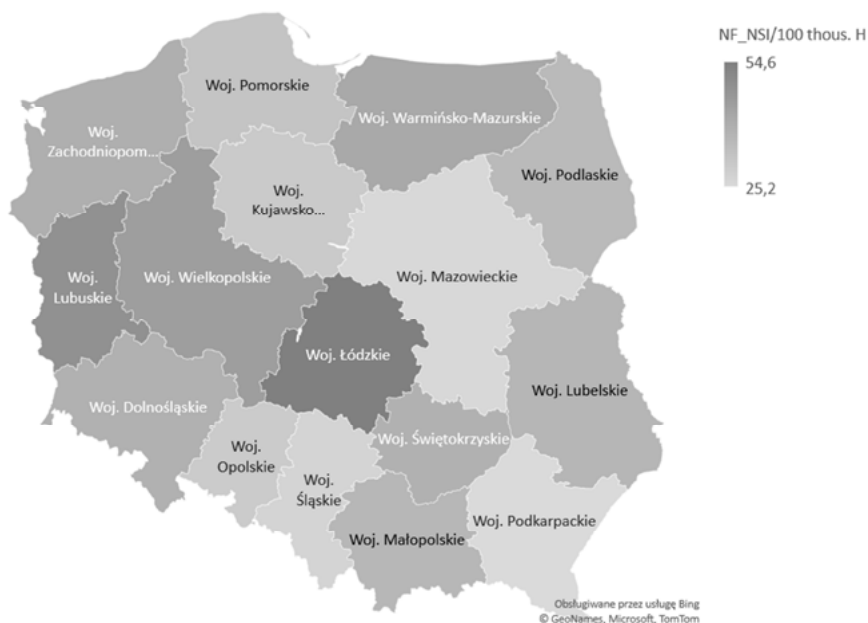 NF_NSI/100 thous. H
54,6
25,2
Woj. Pomorskie
Woj. Warmińsko-Mazurskie
Woj.
Zachodniopom...
Woj. Podlaskie
Woj.
Kujawsko...
Woj. Mazowieckie
Woj.
Lubuskie
Woj. Wielkopolskie
Woj. Łódzkie
Woj. Lubelskie
Woj. Dolnośląskie
Woj. Świętokrzyskie
Woj.
Opolskie
Woj.
Śląskie
Woj. Podkarpackie
Woj. Małopolskie
Obsługiwane przez usługę Bing
© GeoNames, Microsoft, TomTom